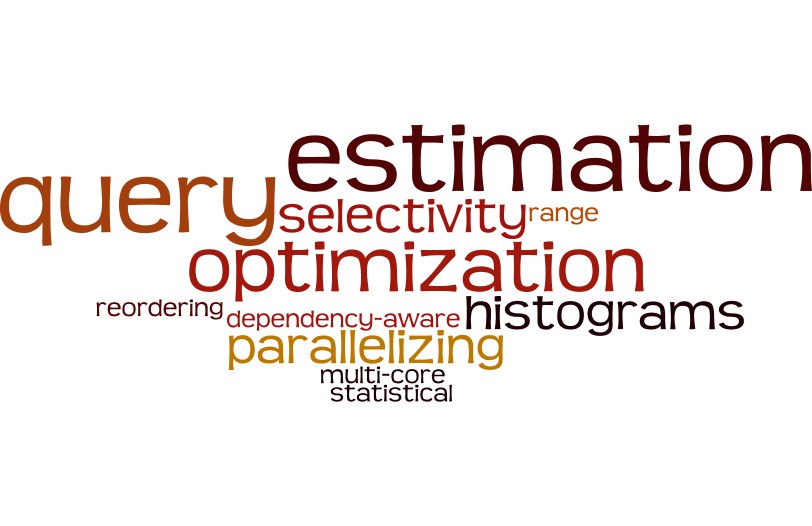 estimation
query
selectivity range
optimization
reordering dependency-aware histograms
parallelizing
multi-core
statistical